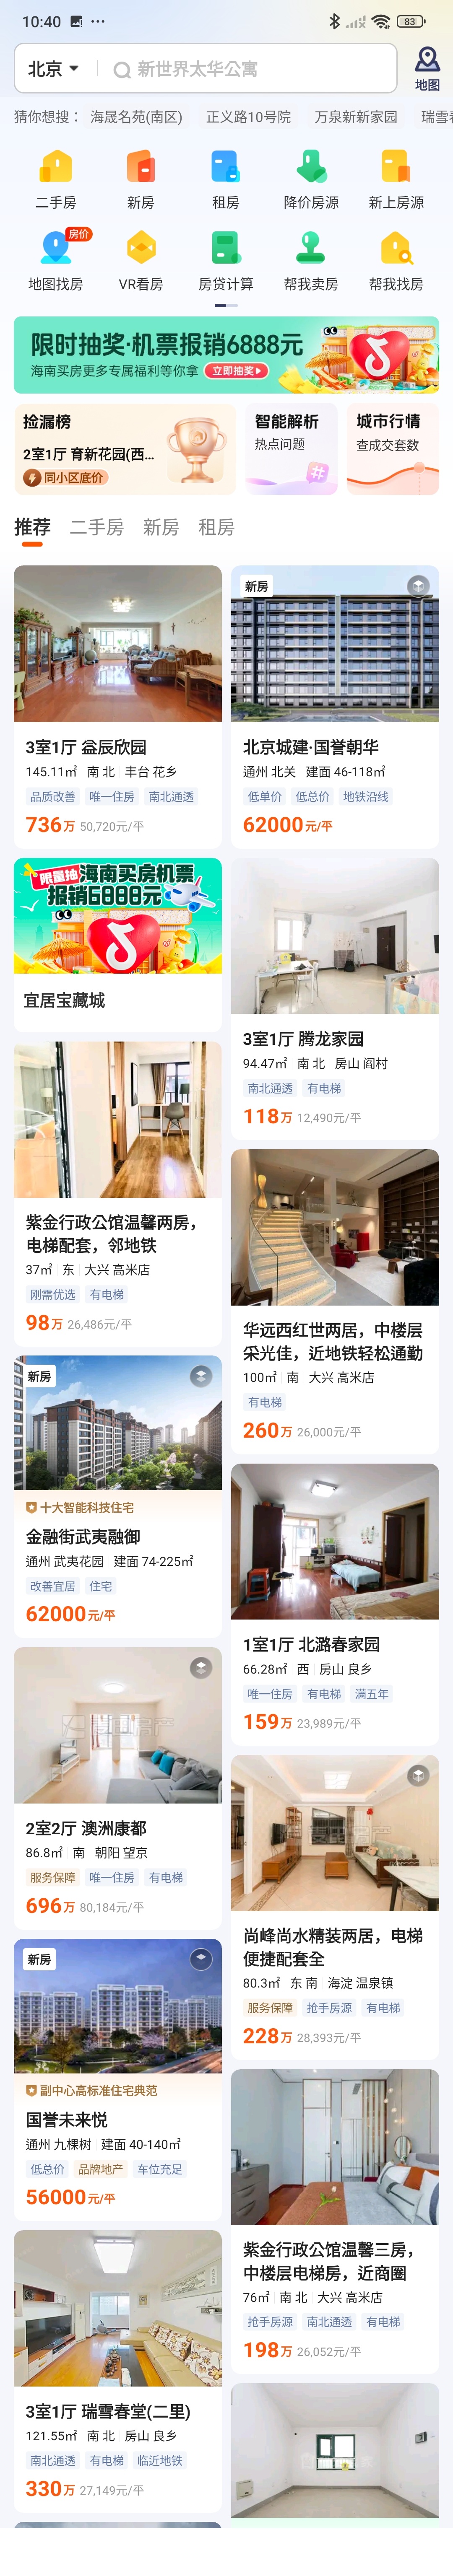 10:40
83
北京
新世界太华公寓
地图
猜你想搜：
海晟名苑(南区)
正义路10号院
万泉新新家园
瑞雪春
二手房
新房
租房
降价房源
新上房源
房价
地图找房
VR看房
房贷计算
帮我卖房
帮我找房
限时抽奖·机票报销6888元
海南买房更多专属福利等你拿
立即抽奖
捡漏榜
2室1厅 育新花园(西...
同小区底价
智能解析
热点问题
城市行情
查成交套数
推荐
二手房
新房
租房
3室1厅 益辰欣园
145.11㎡ 南 北 丰台 花乡
品质改善 唯一住房 南北通透
736万 50,720元/平
新房
北京城建·国誉朝华
通州 北关 建面 46-118㎡
低单价 低总价 地铁沿线
62000元/平
限量抽 海南买房机票
报销6888元
宜居宝藏城
3室1厅 腾龙家园
94.47㎡ 南 北 房山 阎村
南北通透 有电梯
118万 12,490元/平
紫金行政公馆温馨两房，
电梯配套，邻地铁
37㎡ 东 大兴 高米店
刚需优选 有电梯
98万 26,486元/平
华远西红世两居，中楼层
采光佳，近地铁轻松通勤
100㎡ 南 大兴 高米店
有电梯
260万 26,000元/平
新房
十大智能科技住宅
金融街武夷融御
通州 武夷花园 建面 74-225㎡
改善宜居 住宅
62000元/平
1室1厅 北潞春家园
66.28㎡ 西 房山 良乡
唯一住房 有电梯 满五年
159万 23,989元/平
2室2厅 澳洲康都
86.8㎡ 南 朝阳 望京
服务保障 唯一住房 有电梯
696万 80,184元/平
尚峰尚水精装两居，电梯
便捷配套全
80.3㎡ 东 南 海淀 温泉镇
服务保障 抢手房源 有电梯
228万 28,393元/平
新房
副中心高标准住宅典范
国誉未来悦
通州 九棵树 建面 40-140㎡
低总价 品牌地产 车位充足
56000元/平
紫金行政公馆温馨三房，
中楼层电梯房，近商圈
76㎡ 南 北 大兴 高米店
抢手房源 南北通透 有电梯
198万 26,052元/平
3室1厅 瑞雪春堂(二里)
121.55㎡ 南 北 房山 良乡
南北通透 有电梯 临近地铁
330万 27,149元/平